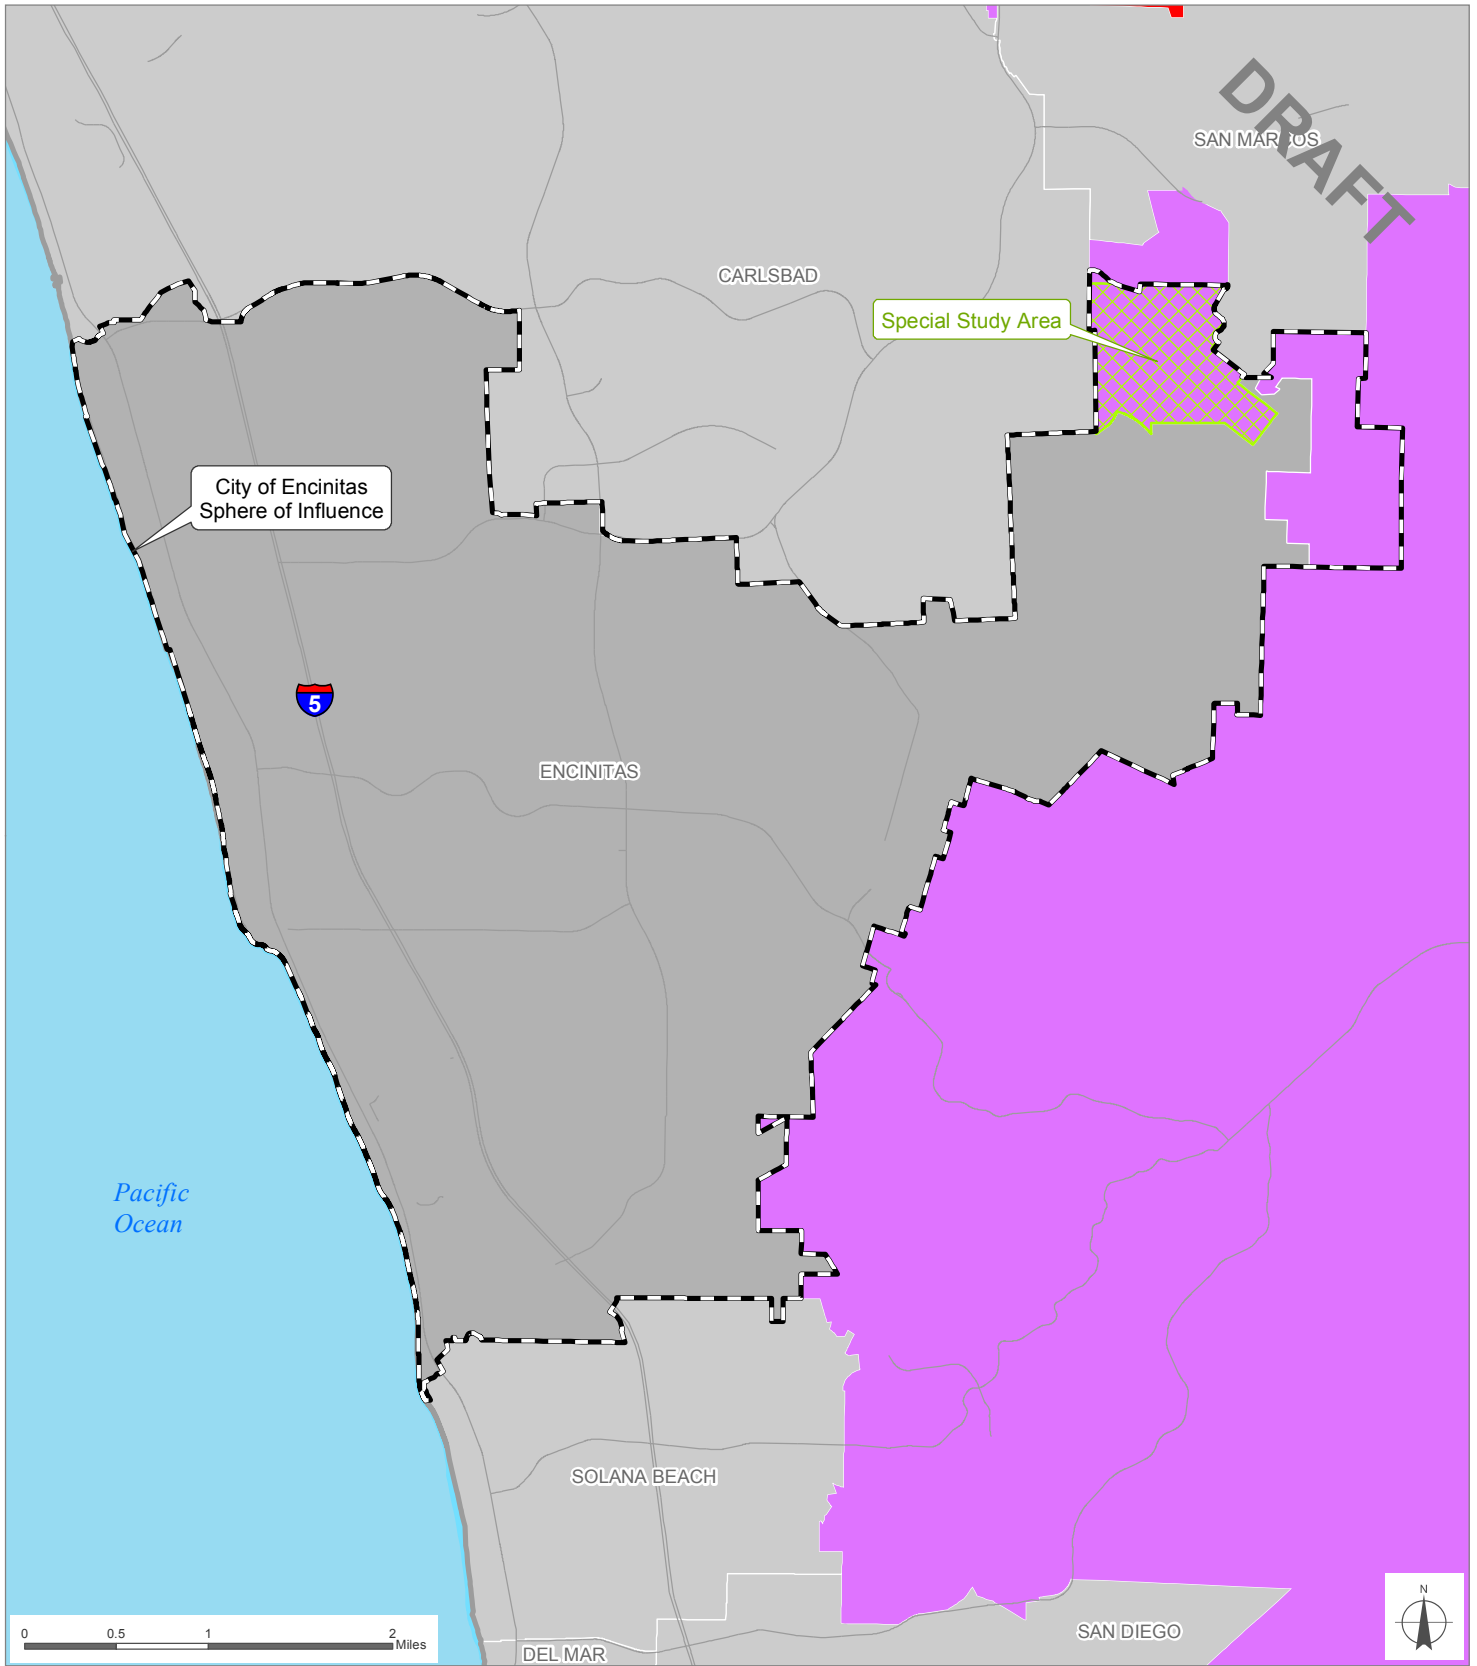 DRAFT
SAN MARCOS
CARLSBAD
Special Study Area
City of Encinitas
Sphere of Influence
5
ENCINITAS
Pacific
Ocean
SOLANA BEACH
SAN DIEGO
DEL MAR
N
0 0.5 1 2
Miles